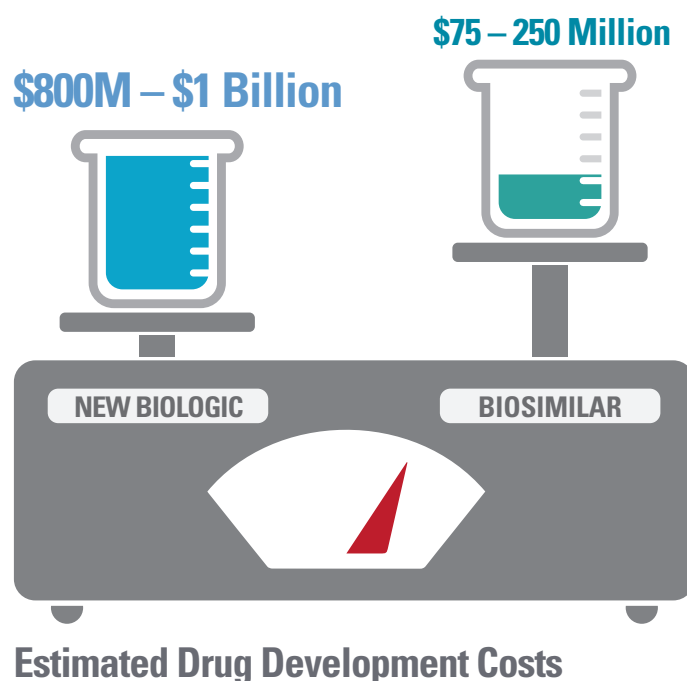 $75 – 250 Million
$800M – $1 Billion
NEW BIOLOGIC
BIOSIMILAR
Estimated Drug Development Costs